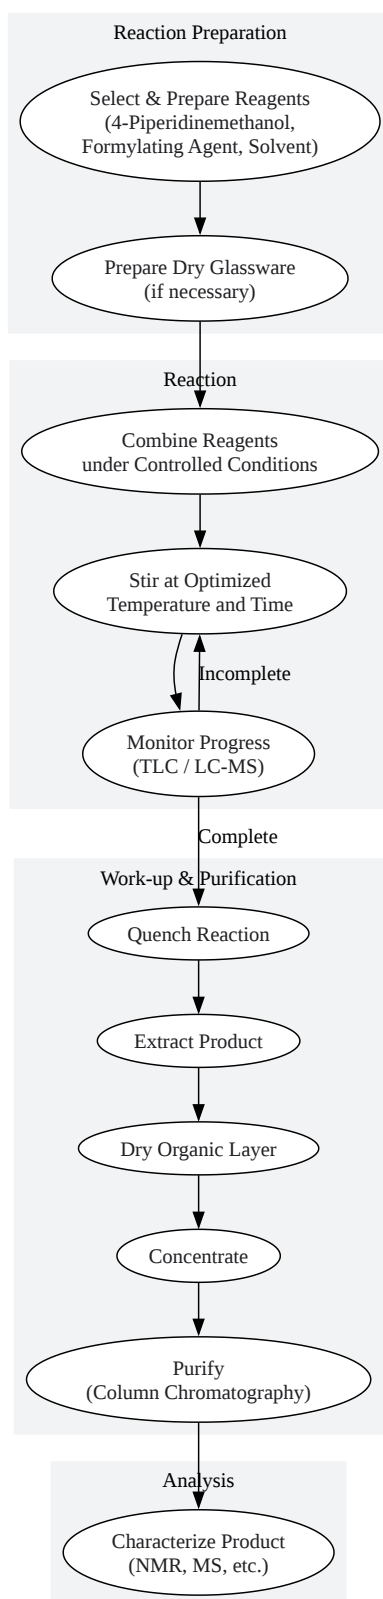 Reaction Preparation
Select & Prepare Reagents
(4-Piperidinemethanol,
Formylating Agent, Solvent)
Prepare Dry Glassware
(if necessary)
Reaction
Combine Reagents
under Controlled Conditions
Stir at Optimized
Temperature and Time
Incomplete
Monitor Progress
(TLC / LC-MS)
Complete
Work-up & Purification
Quench Reaction
Extract Product
Dry Organic Layer
Concentrate
Purify
(Column Chromatography)
Analysis
Characterize Product
(NMR, MS, etc.)